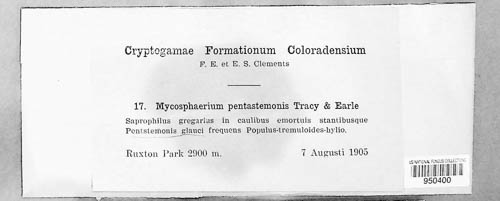 Cryptogamae Formationum Coloradensium
F. E. et E. S. Clements
17. Mycosphaerium pentastemonis Tracy & Earle
Saprophilus gregarius in caulibus emortuis stantibusque
Pentstemonis glauci frequens Populus-tremuloides-hylio.
Ruxton Park 2900 m. 7 Augusti 1905
US NATIONAL FUNGUS COLLECTIONS
950400